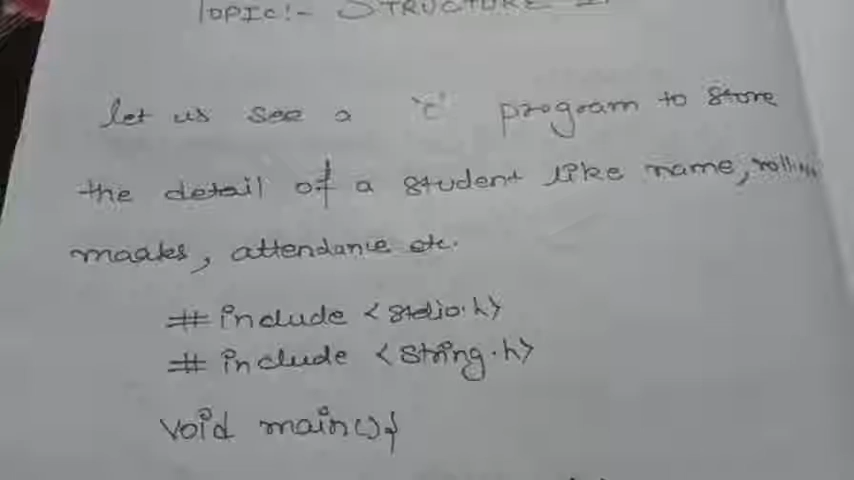 Topic:- STRUCTURE
let us see a 'c' program to store
the detail of a student like name,
marks, attendance etc.
# include <stdio.h>
# include <string.h>
void main(){